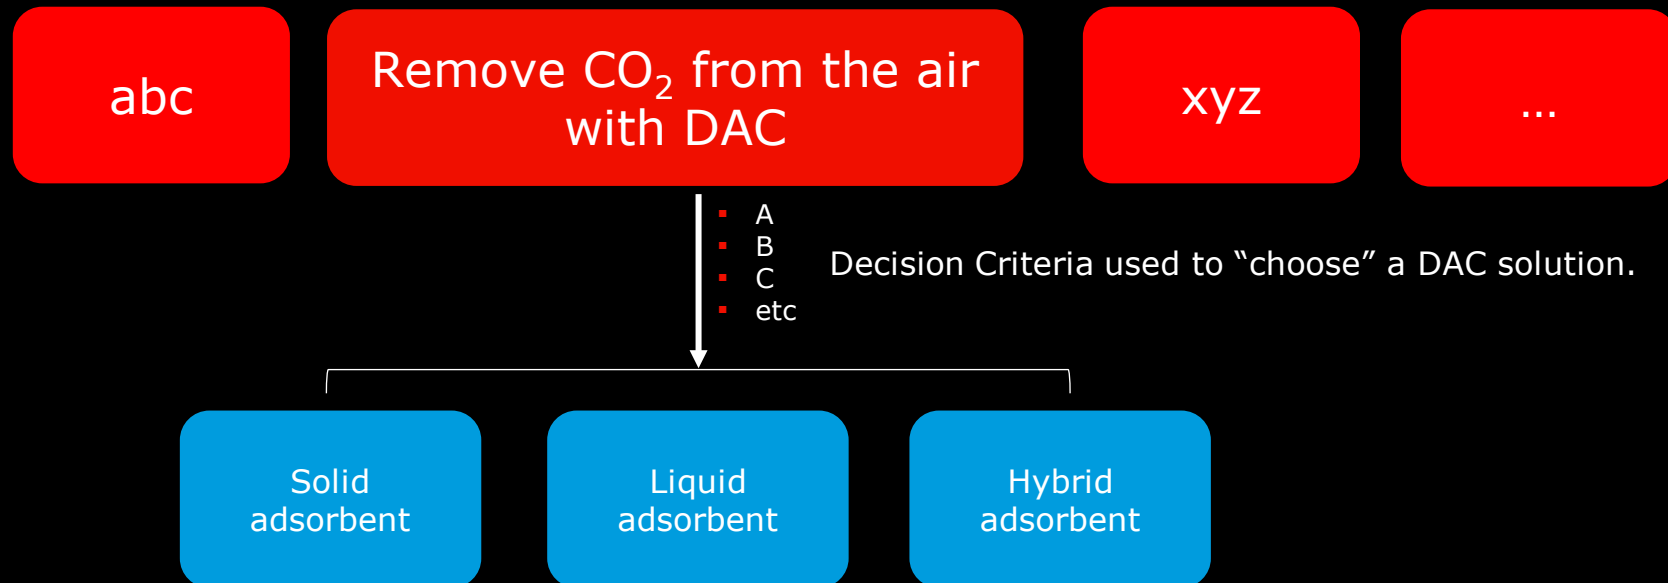 abc
Remove CO₂ from the air
with DAC
xyz
...
▪ A
▪ B
▪ C
▪ etc
Decision Criteria used to “choose” a DAC solution.
Solid
adsorbent
Liquid
adsorbent
Hybrid
adsorbent